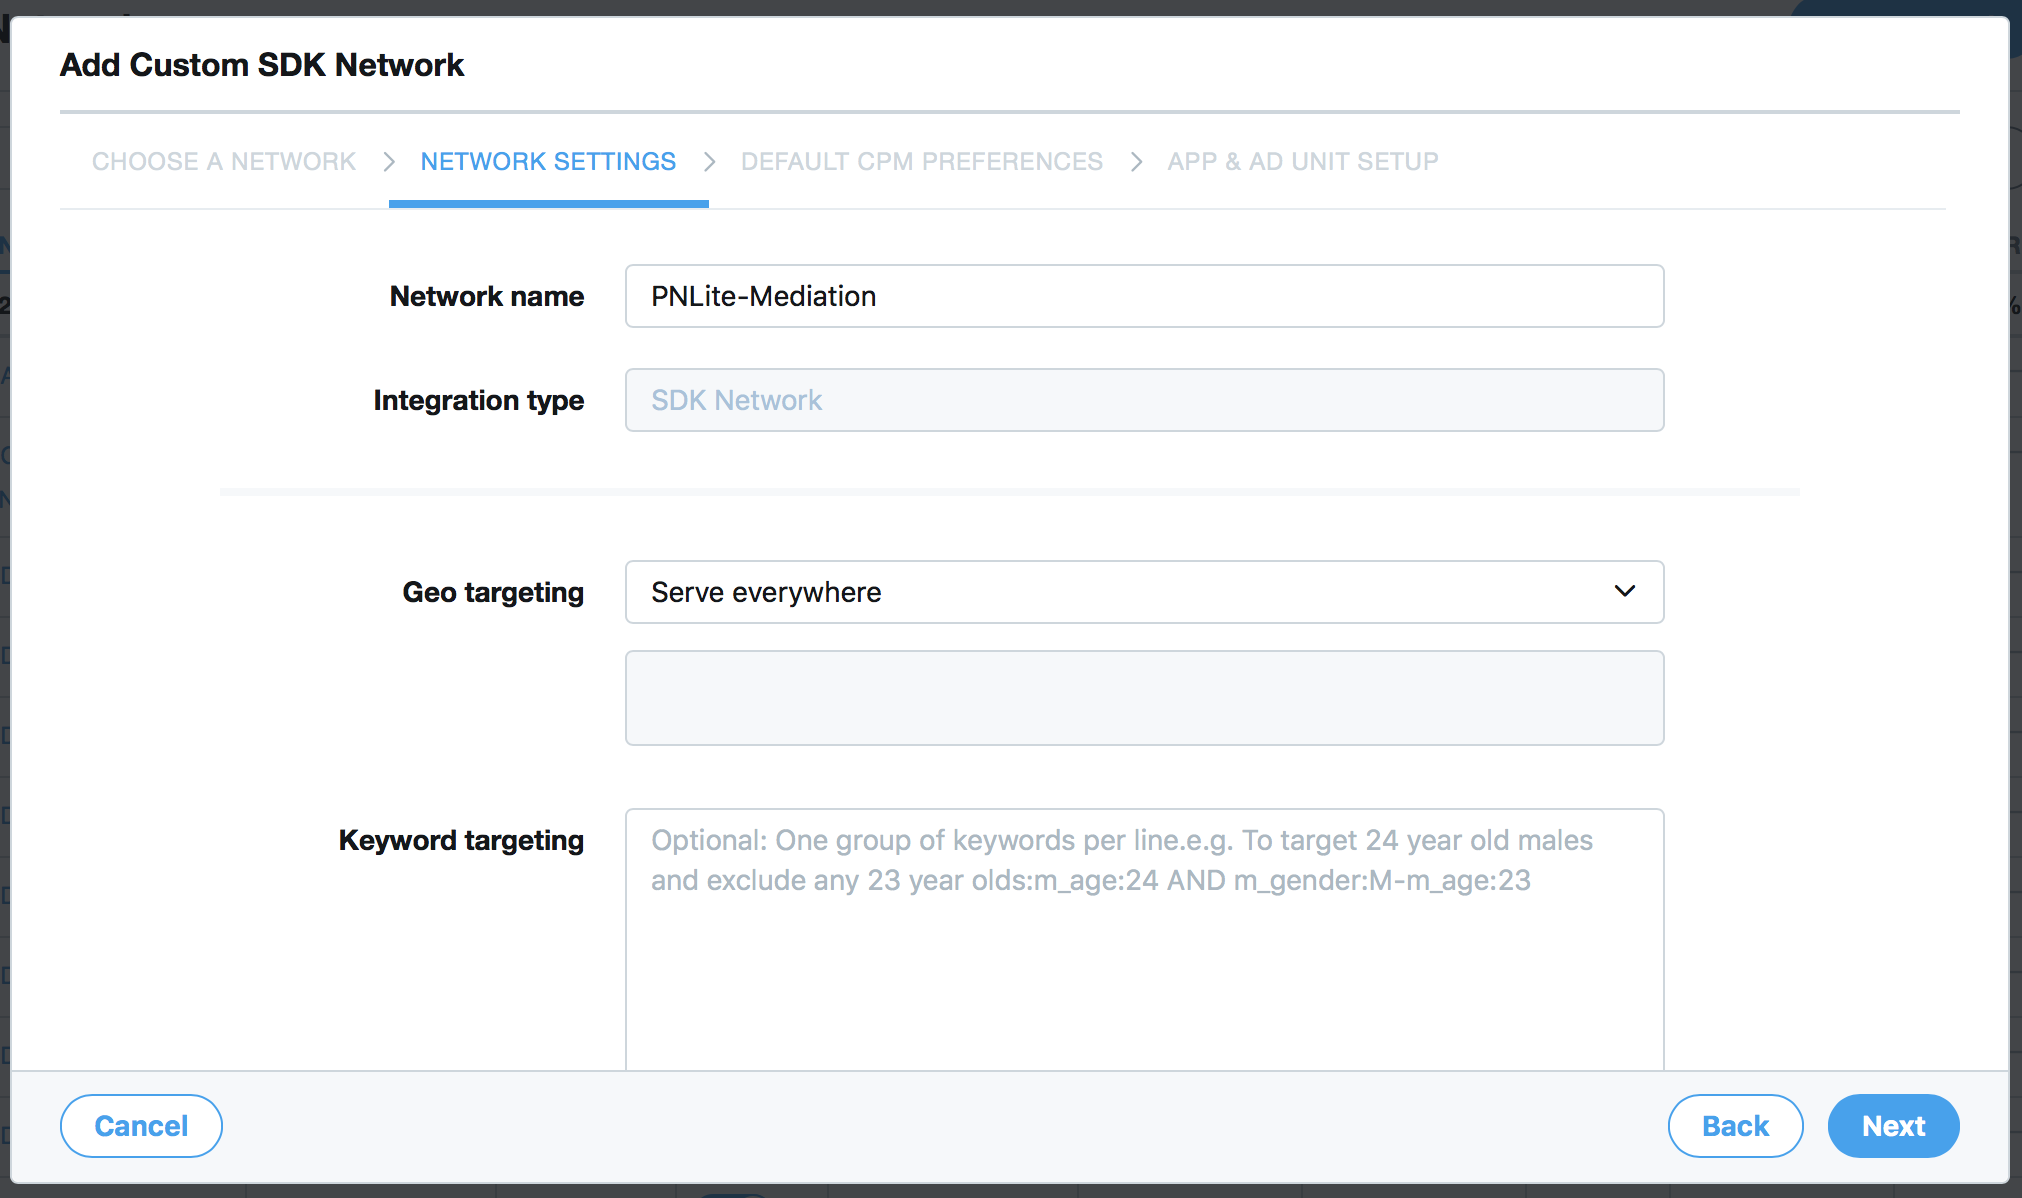 Add Custom SDK Network
CHOOSE A NETWORK > NETWORK SETTINGS > DEFAULT CPM PREFERENCES > APP & AD UNIT SETUP
Network name
PNLite-Mediation
Integration type
SDK Network
Geo targeting
Serve everywhere
Keyword targeting
Optional: One group of keywords per line.e.g. To target 24 year old males
and exclude any 23 year olds:m_age:24 AND m_gender:M-m_age:23
Cancel
Back
Next